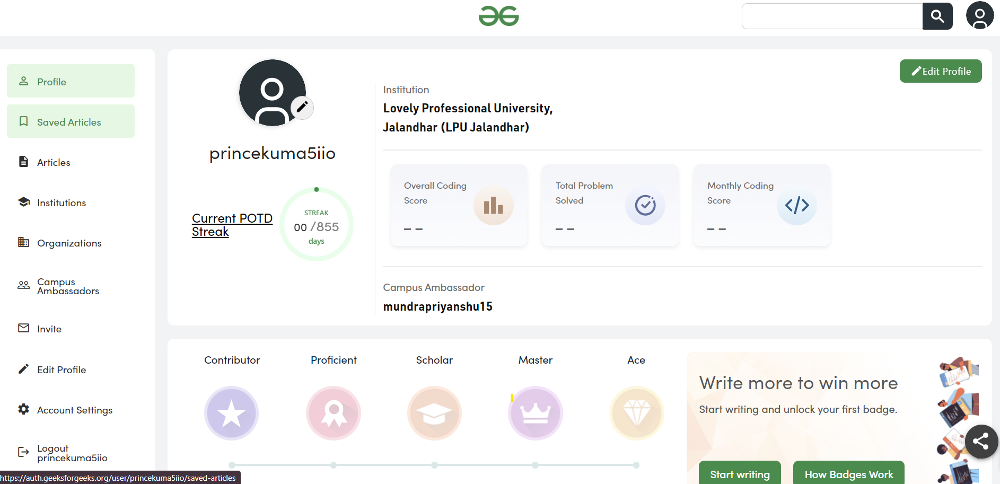 Profile
Saved Articles
Articles
Institutions
Organizations
Campus
Ambassadors
Invite
Edit Profile
Account Settings
Logout
princekuma5iio
princekuma5iio
Current POTD
Streak
STREAK
00 /855
days
Edit Profile
Institution
Lovely Professional University,
Jalandhar (LPU Jalandhar)
Overall Coding
Score
_ _
Total Problem
Solved
_ _
Monthly Coding
Score
_ _
Campus Ambassador
mundrapriyanshu15
Contributor
Proficient
Scholar
Master
Ace
Write more to win more
Start writing and unlock your first badge.
Start writing
How Badges Work
https://auth.geeksforgeeks.org/user/princekuma5iio/saved-articles